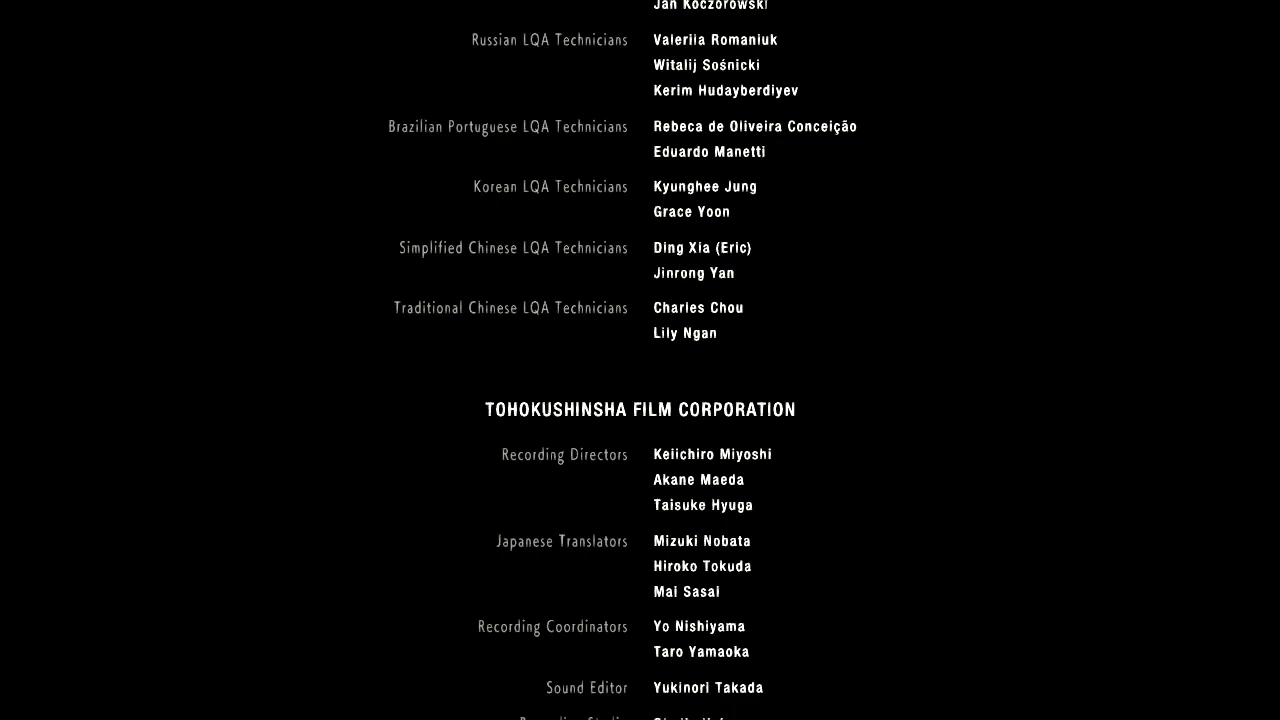 Jan Koczorowski
Russian LQA Technicians Valeriia Romaniuk
Witalij Sośnicki
Kerim Hudayberdiyev
Brazilian Portuguese LQA Technicians Rebeca de Oliveira Conceição
Eduardo Manetti
Korean LQA Technicians Kyunghee Jung
Grace Yoon
Simplified Chinese LQA Technicians Ding Xia (Eric)
Jinrong Yan
Traditional Chinese LQA Technicians Charles Chou
Lily Ngan
TOHOKUSHINSHA FILM CORPORATION
Recording Directors Keiichiro Miyoshi
Akane Maeda
Taisuke Hyuga
Japanese Translators Mizuki Nobata
Hiroko Tokuda
Mai Sasai
Recording Coordinators Yo Nishiyama
Taro Yamaoka
Sound Editor Yukinori Takada